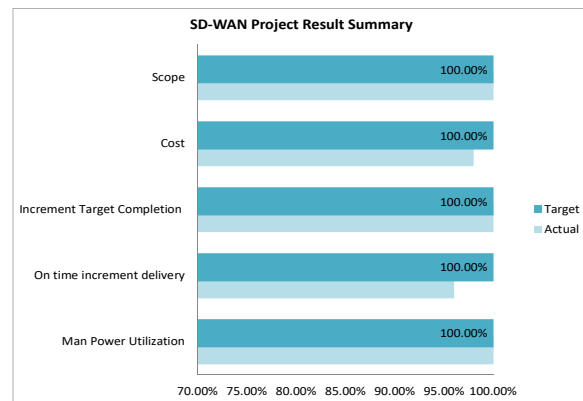 SD-WAN Project Result Summary
Scope
100.00%
Cost
100.00%
Increment Target Completion
100.00%
On time increment delivery
100.00%
Man Power Utilization
100.00%
Target
Actual
70.00% 75.00% 80.00% 85.00% 90.00% 95.00% 100.00%